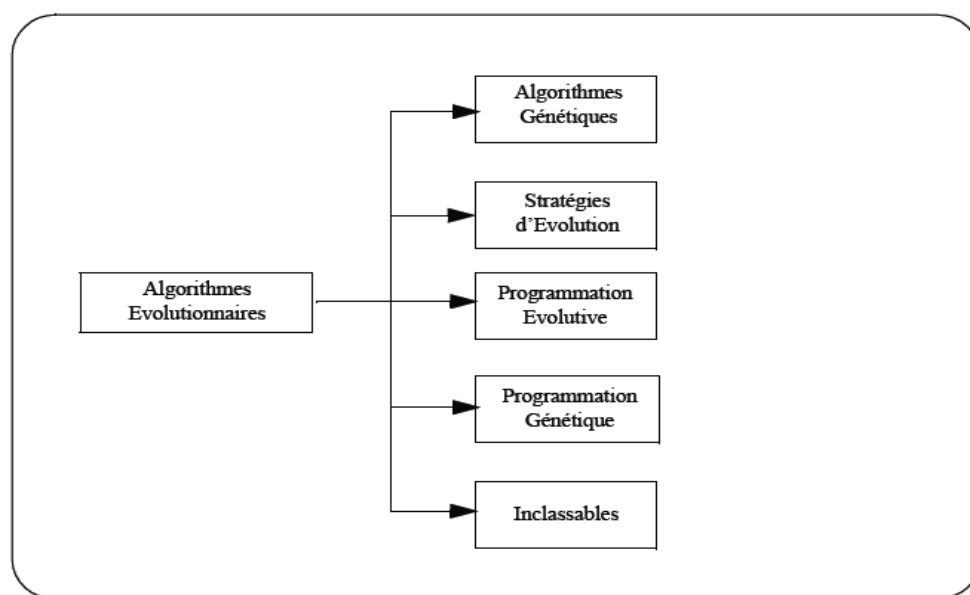 Algorithmes
Génétiques
Stratégies
d'Evolution
Algorithmes
Evolutionnaires
Programmation
Evolutive
Programmation
Génétique
Inclassables